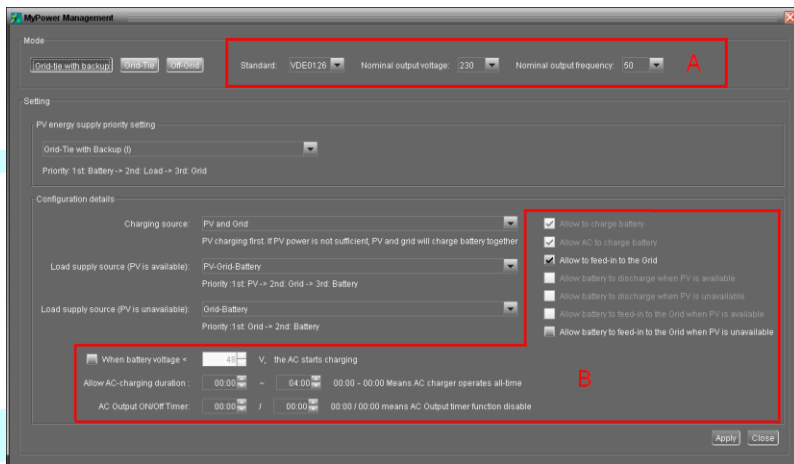 MyPower Management
Mode
Grid-tie with backup Grid-Tie Off-Grid Standard: VDE0126 Nominal output voltage: 230 Nominal output frequency: 50 A
Setting
PV energy supply priority setting
Grid-Tie with Backup (I)
Priority: 1st: Battery -> 2nd: Load -> 3rd: Grid
Configuration details
Charging source: PV and Grid
PV charging first. If PV power is not sufficient, PV and grid will charge battery together
Load supply source (PV is available): PV-Grid-Battery
Priority :1st: PV -> 2nd: Grid -> 3rd: Battery
Load supply source (PV is unavailable): Grid-Battery
Priority :1st: Grid -> 2nd: Battery
Allow to charge battery
Allow AC to charge battery
Allow to feed-in to the Grid
Allow battery to discharge when PV is available
Allow battery to discharge when PV is unavailable
Allow battery to feed-in to the Grid when PV is available
Allow battery to feed-in to the Grid when PV is unavailable
When battery voltage < 48 V, the AC starts charging
Allow AC-charging duration : 00:00 ~ 04:00 00:00 - 00:00 Means AC charger operates all-time
B
AC Output ON/Off Timer: 00:00 / 00:00 00:00 / 00:00 means AC Output timer function disable
Apply Close